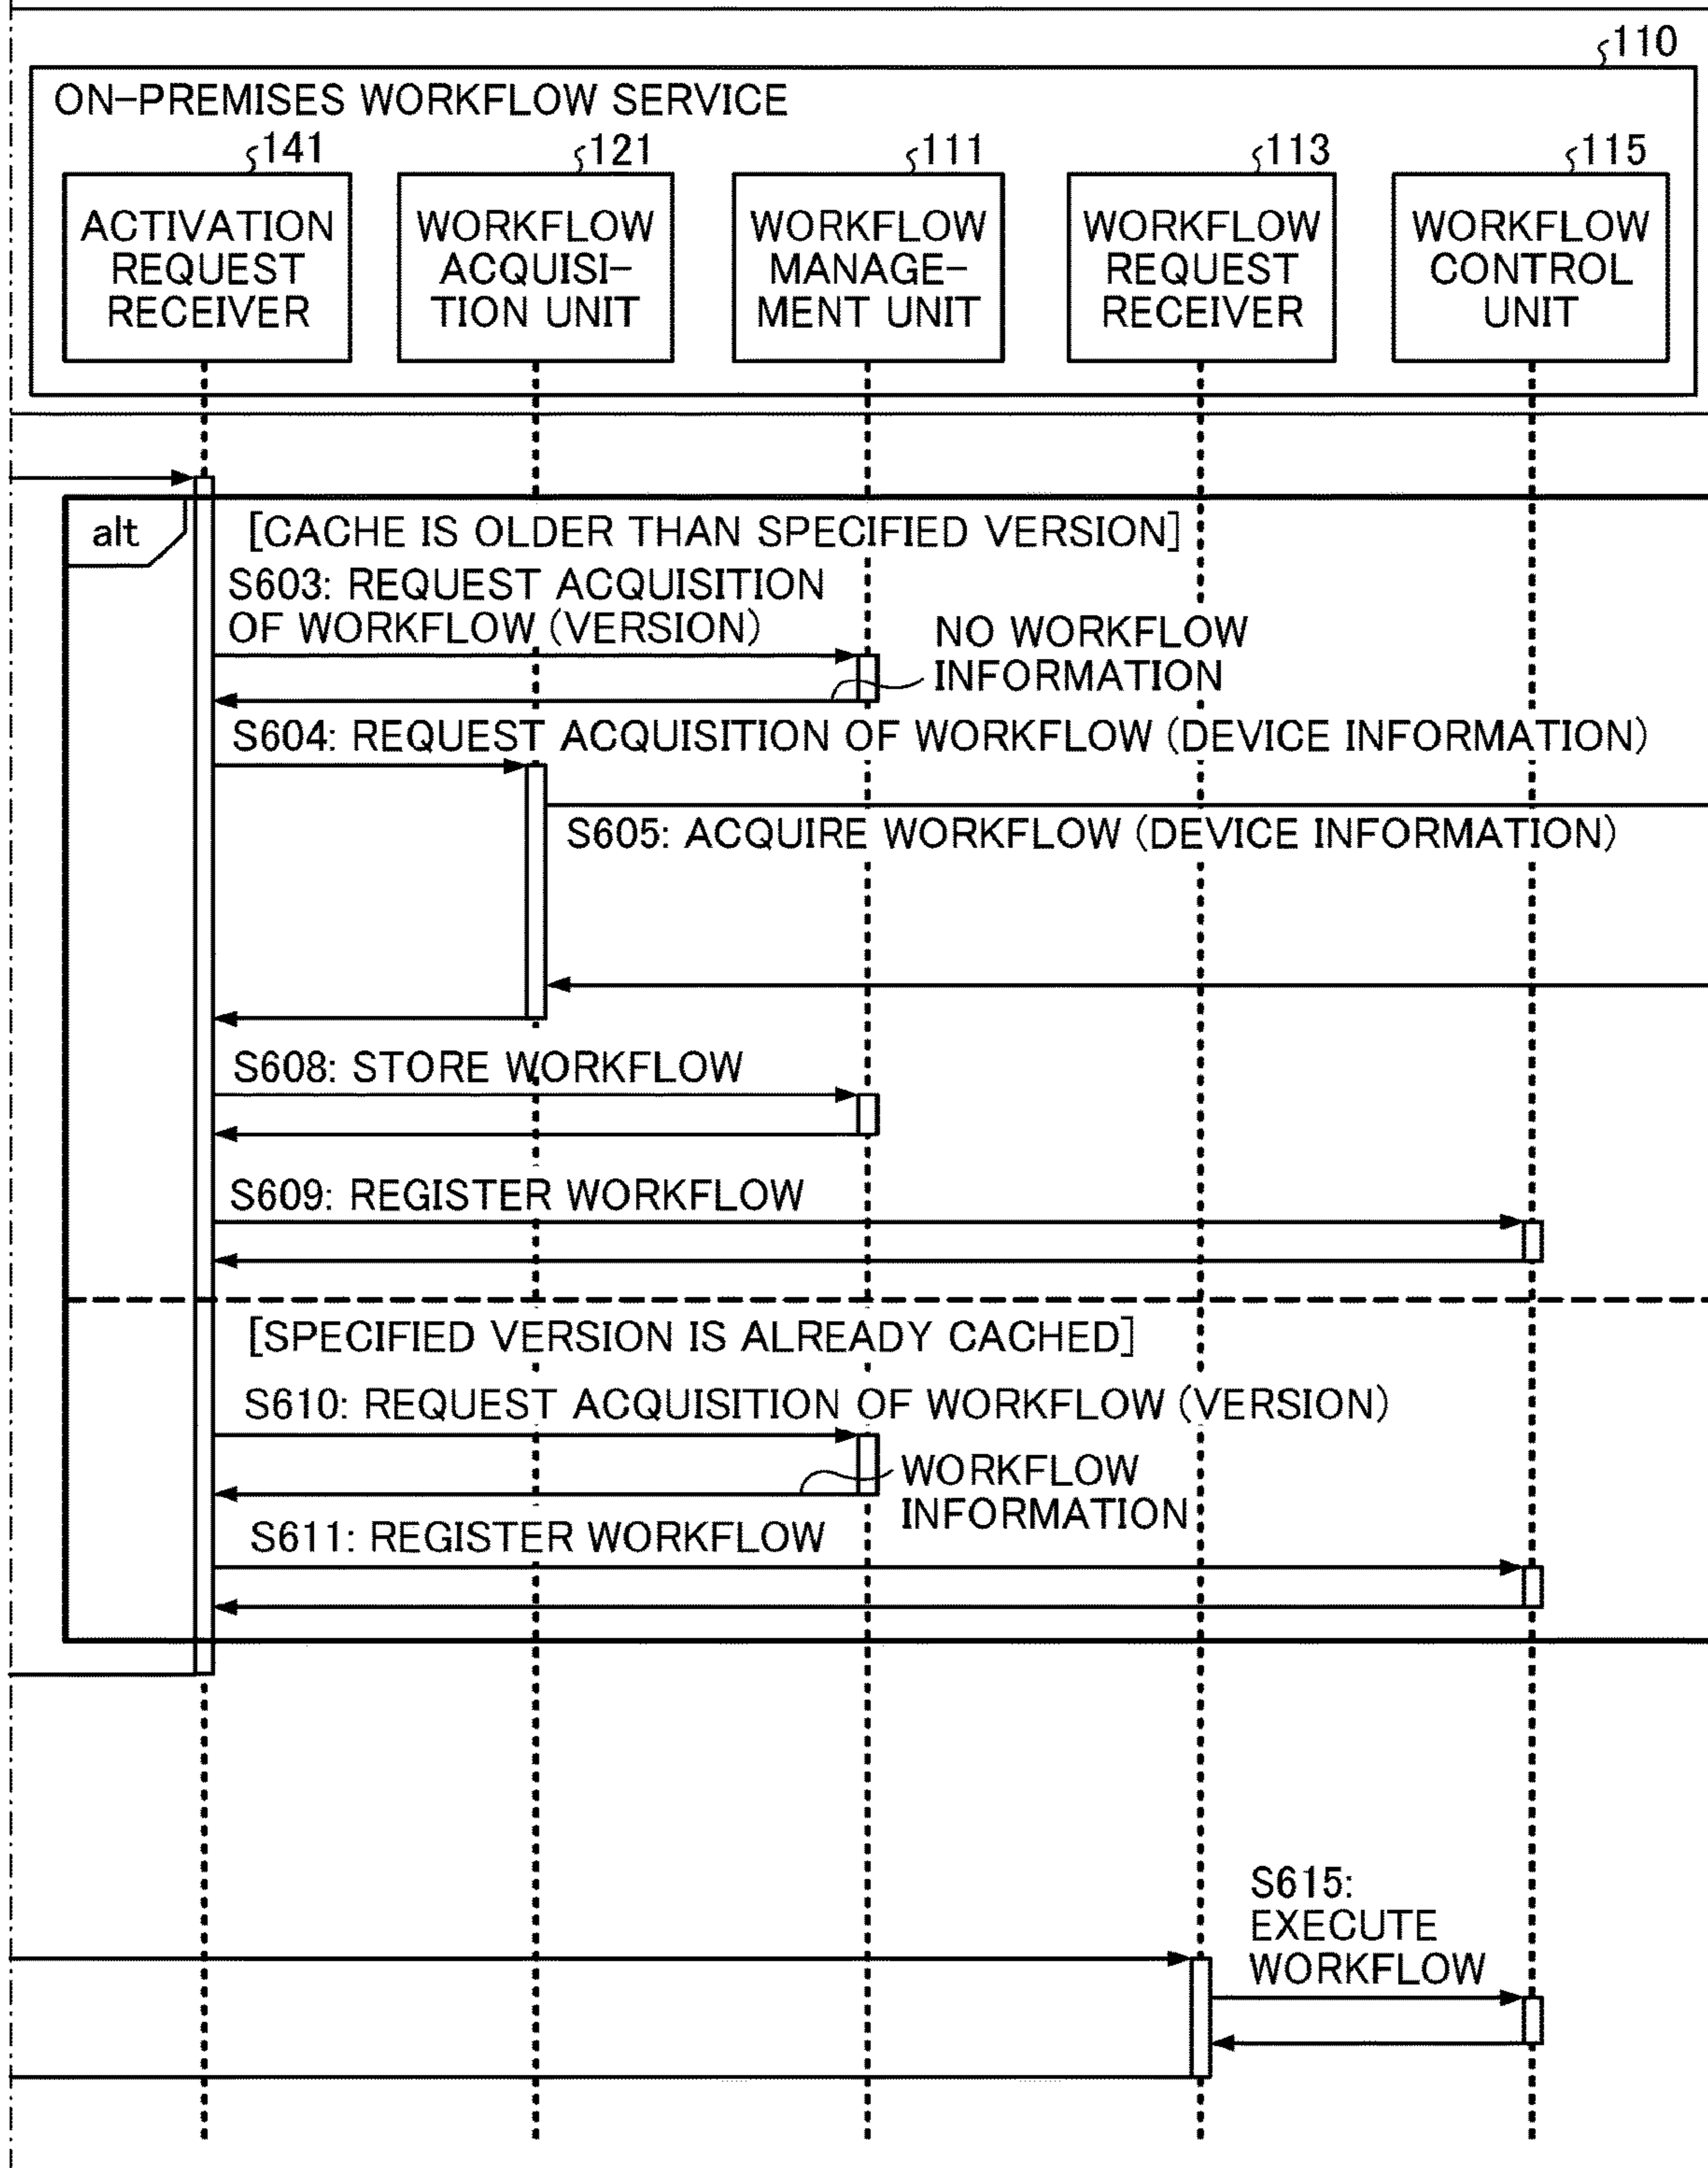 110
ON-PREMISES WORKFLOW SERVICE
141
121
111
113
115
ACTIVATION
REQUEST
RECEIVER
WORKFLOW
ACQUISI-
TION UNIT
WORKFLOW
MANAGE-
MENT UNIT
WORKFLOW
REQUEST
RECEIVER
WORKFLOW
CONTROL
UNIT
alt
[CACHE IS OLDER THAN SPECIFIED VERSION]
S603: REQUEST ACQUISITION
OF WORKFLOW (VERSION)
NO WORKFLOW
INFORMATION
S604: REQUEST ACQUISITION OF WORKFLOW (DEVICE INFORMATION)
S605: ACQUIRE WORKFLOW (DEVICE INFORMATION)
S608: STORE WORKFLOW
S609: REGISTER WORKFLOW
[SPECIFIED VERSION IS ALREADY CACHED]
S610: REQUEST ACQUISITION OF WORKFLOW (VERSION)
WORKFLOW
INFORMATION
S611: REGISTER WORKFLOW
S615:
EXECUTE
WORKFLOW